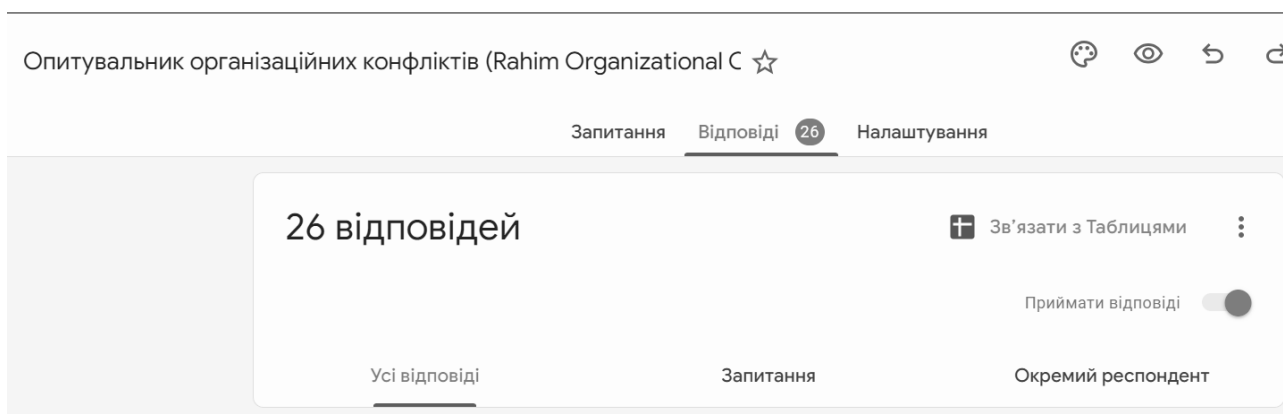 Опитувальник організаційних конфліктів (Rahim Organizational C
Запитання Відповіді 26 Налаштування
26 відповідей
Зв’язати з Таблицями
Приймати відповіді
Усі відповіді Запитання Окремий респондент